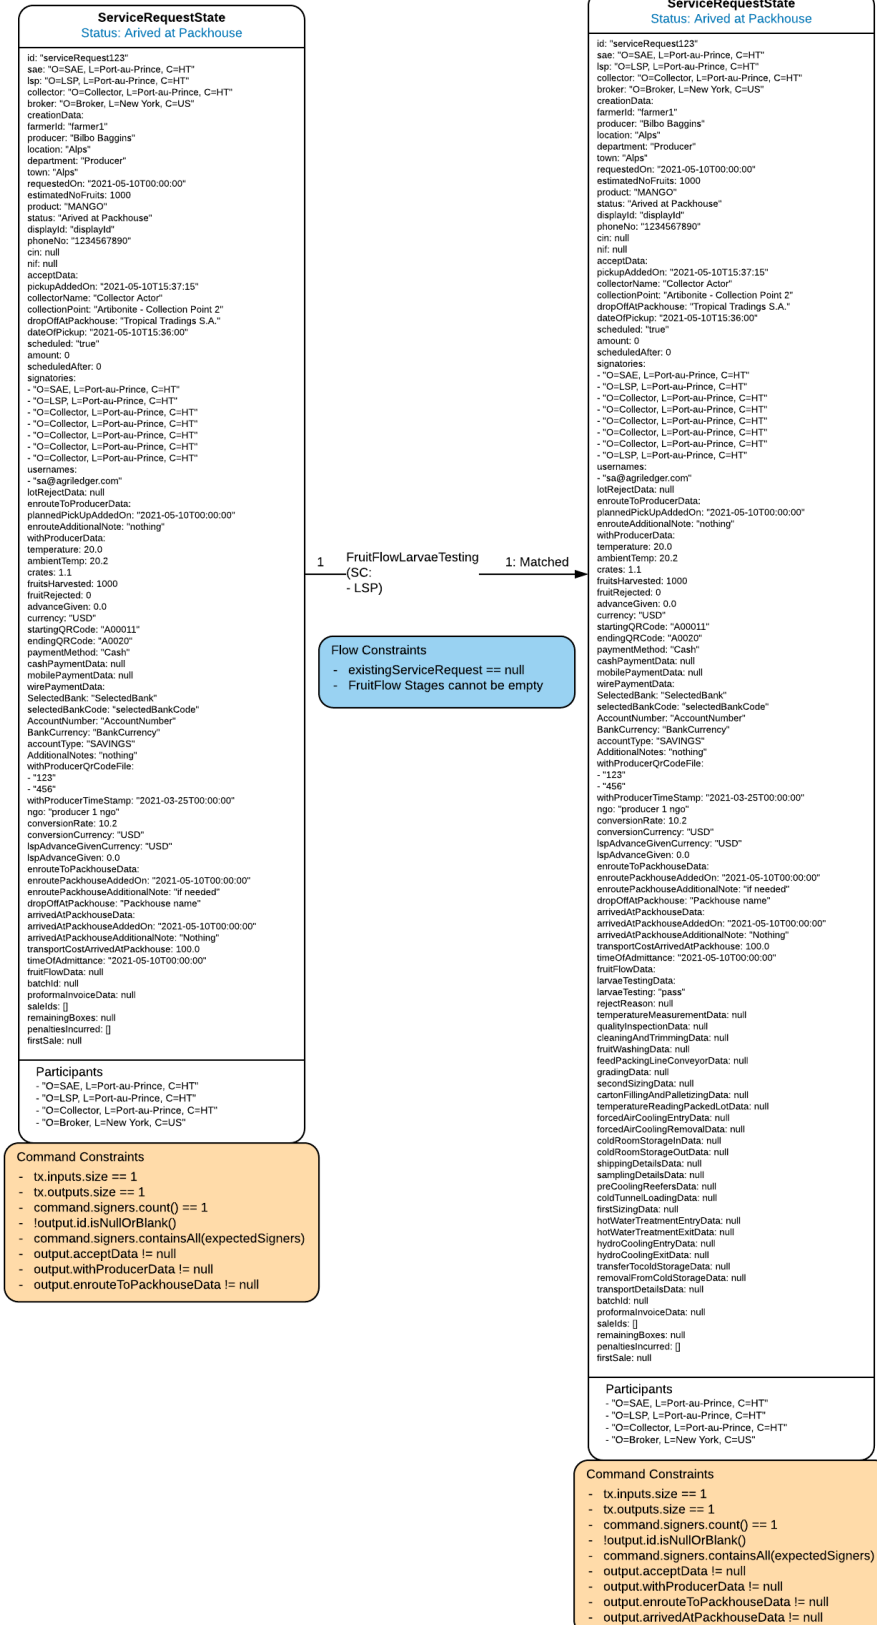 ServiceRequestState
Status: Arived at Packhouse
id: "serviceRequest123"
sae: "O=SAE, L=Port-au-Prince, C=HT"
lsp: "O=LSP, L=Port-au-Prince, C=HT"
collector: "O=Collector, L=Port-au-Prince, C=HT"
broker: "O=Broker, L=New York, C=US"
creationData:
farmerId: "farmer1"
producer: "Bilbo Baggins"
location: "Alps"
department: "Producer"
town: "Alps"
requestedOn: "2021-05-10T00:00:00"
estimatedNoFruits: 1000
product: "MANGO"
status: "Arived at Packhouse"
displayId: "displayId"
phoneNo: "1234567890"
cin: null
nif: null
acceptData:
pickupAddedOn: "2021-05-10T15:37:15"
collectorName: "Collector Actor"
collectionPoint: "Artibonite - Collection Point 2"
dropOffAtPackhouse: "Tropical Tradings S.A."
dateOfPickup: "2021-05-10T15:36:00"
scheduled: "true"
amount: 0
scheduledAfter: 0
signatories:
- "O=SAE, L=Port-au-Prince, C=HT"
- "O=LSP, L=Port-au-Prince, C=HT"
- "O=Collector, L=Port-au-Prince, C=HT"
- "O=Collector, L=Port-au-Prince, C=HT"
- "O=Collector, L=Port-au-Prince, C=HT"
- "O=Collector, L=Port-au-Prince, C=HT"
- "O=Collector, L=Port-au-Prince, C=HT"
usernames:
- "sa@agriledger.com"
lotRejectData: null
enrouteToProducerData:
plannedPickUpAddedOn: "2021-05-10T00:00:00"
enrouteAdditionalNote: "nothing"
withProducerData:
temperature: 20.0
ambientTemp: 20.2
crates: 1.1
fruitsHarvested: 1000
fruitRejected: 0
advanceGiven: 0.0
currency: "USD"
startingQRCode: "A00011"
endingQRCode: "A0020"
paymentMethod: "Cash"
cashPaymentData: null
mobilePaymentData: null
wirePaymentData:
SelectedBank: "SelectedBank"
selectedBankCode: "selectedBankCode"
AccountNumber: "AccountNumber"
BankCurrency: "BankCurrency"
accountType: "SAVINGS"
AdditionalNotes: "nothing"
withProducerQrCodeFile:
- "123"
- "456"
withProducerTimeStamp: "2021-03-25T00:00:00"
ngo: "producer 1 ngo"
conversionRate: 10.2
conversionCurrency: "USD"
lspAdvanceGivenCurrency: "USD"
lspAdvanceGiven: 0.0
enrouteToPackhouseData:
enroutePackhouseAddedOn: "2021-05-10T00:00:00"
enroutePackhouseAdditionalNote: "if needed"
dropOffAtPackhouse: "Packhouse name"
arrivedAtPackhouseData:
arrivedAtPackhouseAddedOn: "2021-05-10T00:00:00"
arrivedAtPackhouseAdditionalNote: "Nothing"
transportCostArrivedAtPackhouse: 100.0
timeOfAdmittance: "2021-05-10T00:00:00"
fruitFlowData: null
batchId: null
proformaInvoiceData: null
saleIds: []
remainingBoxes: null
penaltiesIncurred: []
firstSale: null
Participants
- "O=SAE, L=Port-au-Prince, C=HT"
- "O=LSP, L=Port-au-Prince, C=HT"
- "O=Collector, L=Port-au-Prince, C=HT"
- "O=Broker, L=New York, C=US"
Command Constraints
- tx.inputs.size == 1
- tx.outputs.size == 1
- command.signers.count() == 1
- !output.id.isNullOrBlank()
- command.signers.containsAll(expectedSigners)
- output.acceptData != null
- output.withProducerData != null
- output.enrouteToPackhouseData != null
1
FruitFlowLarvaeTesting
(SC:
- LSP)
1: Matched
Flow Constraints
- existingServiceRequest == null
- FruitFlow Stages cannot be empty
ServiceRequestState
Status: Arived at Packhouse
id: "serviceRequest123"
sae: "O=SAE, L=Port-au-Prince, C=HT"
lsp: "O=LSP, L=Port-au-Prince, C=HT"
collector: "O=Collector, L=Port-au-Prince, C=HT"
broker: "O=Broker, L=New York, C=US"
creationData:
farmerId: "farmer1"
producer: "Bilbo Baggins"
location: "Alps"
department: "Producer"
town: "Alps"
requestedOn: "2021-05-10T00:00:00"
estimatedNoFruits: 1000
product: "MANGO"
status: "Arived at Packhouse"
displayId: "displayId"
phoneNo: "1234567890"
cin: null
nif: null
acceptData:
pickupAddedOn: "2021-05-10T15:37:15"
collectorName: "Collector Actor"
collectionPoint: "Artibonite - Collection Point 2"
dropOffAtPackhouse: "Tropical Tradings S.A."
dateOfPickup: "2021-05-10T15:36:00"
scheduled: "true"
amount: 0
scheduledAfter: 0
signatories:
- "O=SAE, L=Port-au-Prince, C=HT"
- "O=LSP, L=Port-au-Prince, C=HT"
- "O=Collector, L=Port-au-Prince, C=HT"
- "O=Collector, L=Port-au-Prince, C=HT"
- "O=Collector, L=Port-au-Prince, C=HT"
- "O=Collector, L=Port-au-Prince, C=HT"
- "O=Collector, L=Port-au-Prince, C=HT"
- "O=LSP, L=Port-au-Prince, C=HT"
usernames:
- "sa@agriledger.com"
lotRejectData: null
enrouteToProducerData:
plannedPickUpAddedOn: "2021-05-10T00:00:00"
enrouteAdditionalNote: "nothing"
withProducerData:
temperature: 20.0
ambientTemp: 20.2
crates: 1.1
fruitsHarvested: 1000
fruitRejected: 0
advanceGiven: 0.0
currency: "USD"
startingQRCode: "A00011"
endingQRCode: "A0020"
paymentMethod: "Cash"
cashPaymentData: null
mobilePaymentData: null
wirePaymentData:
SelectedBank: "SelectedBank"
selectedBankCode: "selectedBankCode"
AccountNumber: "AccountNumber"
BankCurrency: "BankCurrency"
accountType: "SAVINGS"
AdditionalNotes: "nothing"
withProducerQrCodeFile:
- "123"
- "456"
withProducerTimeStamp: "2021-03-25T00:00:00"
ngo: "producer 1 ngo"
conversionRate: 10.2
conversionCurrency: "USD"
lspAdvanceGivenCurrency: "USD"
lspAdvanceGiven: 0.0
enrouteToPackhouseData:
enroutePackhouseAddedOn: "2021-05-10T00:00:00"
enroutePackhouseAdditionalNote: "if needed"
dropOffAtPackhouse: "Packhouse name"
arrivedAtPackhouseData:
arrivedAtPackhouseAddedOn: "2021-05-10T00:00:00"
arrivedAtPackhouseAdditionalNote: "Nothing"
transportCostArrivedAtPackhouse: 100.0
timeOfAdmittance: "2021-05-10T00:00:00"
fruitFlowData:
larvaeTestingData:
larvaeTesting: "pass"
rejectReason: null
temperatureMeasurementData: null
qualityInspectionData: null
cleaningAndTrimmingData: null
fruitWashingData: null
feedPackingLineConveyorData: null
gradingData: null
secondSizingData: null
cartonFillingAndPalletizingData: null
temperatureReadingPackedLotData: null
forcedAirCoolingEntryData: null
forcedAirCoolingRemovalData: null
coldRoomStorageInData: null
coldRoomStorageOutData: null
shippingDetailsData: null
samplingDetailsData: null
preCoolingReefersData: null
coldTunnelLoadingData: null
firstSizingData: null
hotWaterTreatmentEntryData: null
hotWaterTreatmentExitData: null
hydroCoolingEntryData: null
hydroCoolingExitData: null
transferTocoldStorageData: null
removalFromColdStorageData: null
transportDetailsData: null
batchId: null
proformaInvoiceData: null
saleIds: []
remainingBoxes: null
penaltiesIncurred: []
firstSale: null
Participants
- "O=SAE, L=Port-au-Prince, C=HT"
- "O=LSP, L=Port-au-Prince, C=HT"
- "O=Collector, L=Port-au-Prince, C=HT"
- "O=Broker, L=New York, C=US"
Command Constraints
- tx.inputs.size == 1
- tx.outputs.size == 1
- command.signers.count() == 1
- !output.id.isNullOrBlank()
- command.signers.containsAll(expectedSigners)
- output.acceptData != null
- output.withProducerData != null
- output.enrouteToPackhouseData != null
- output.arrivedAtPackhouseData != null